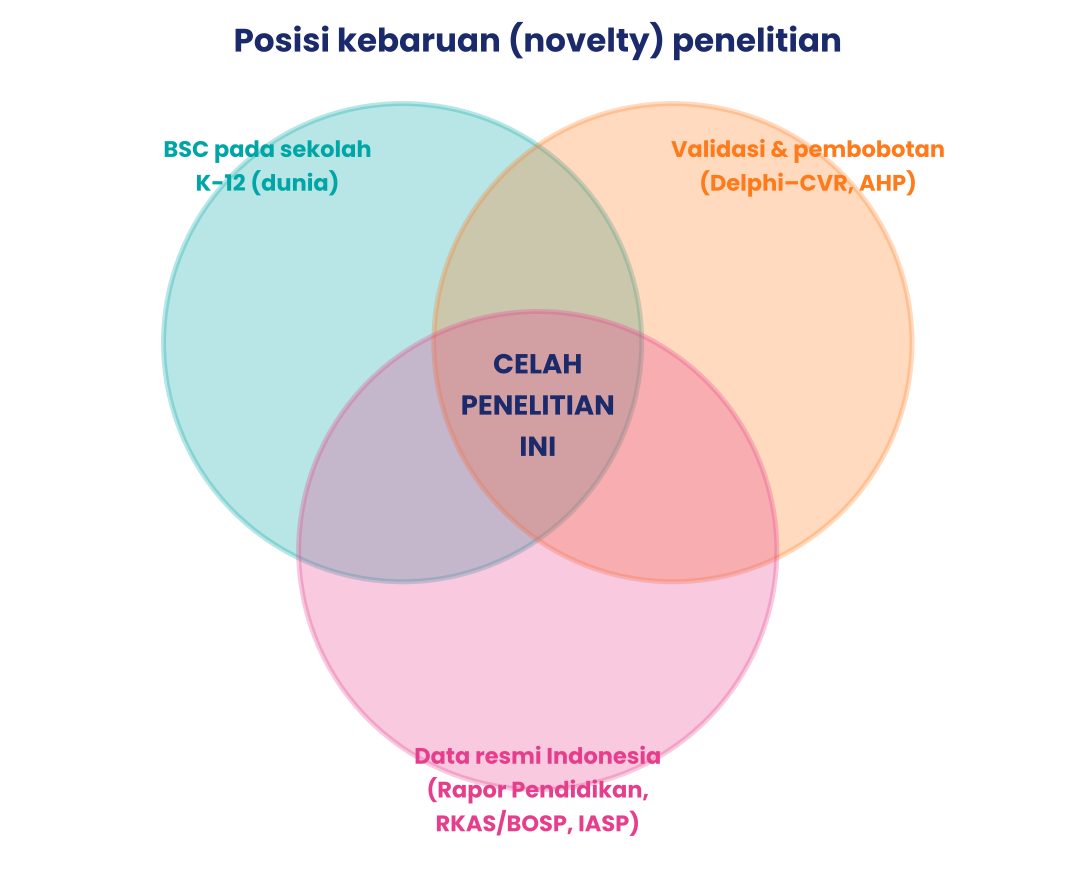 Posisi kebaruan (novelty) penelitian
BSC pada sekolah
K-12 (dunia)
Validasi & pembobotan
(Delphi–CVR, AHP)
CELAH
PENELITIAN
INI
Data resmi Indonesia
(Rapor Pendidikan,
RKAS/BOSP, IASP)